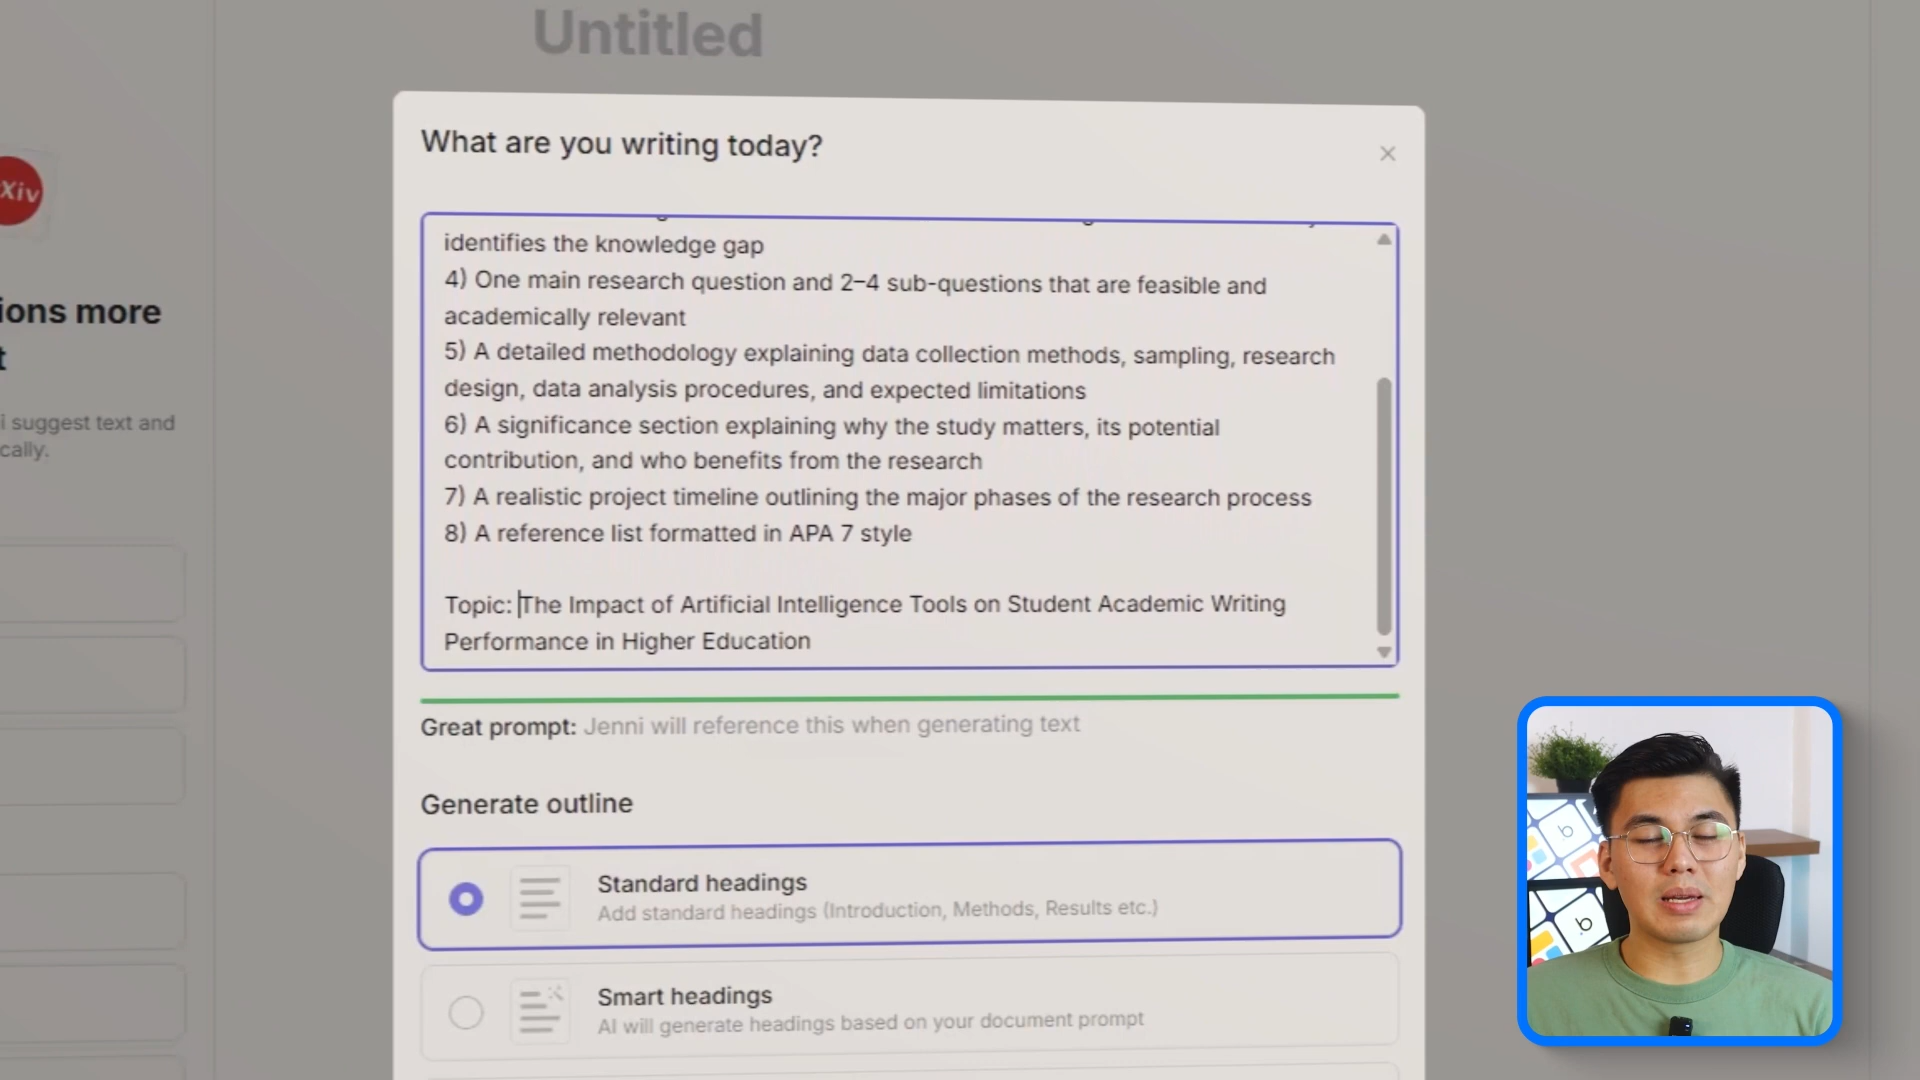 Untitled
What are you writing today?
Xiv
identifies the knowledge gap
4) One main research question and 2–4 sub-questions that are feasible and
academically relevant
5) A detailed methodology explaining data collection methods, sampling, research
design, data analysis procedures, and expected limitations
6) A significance section explaining why the study matters, its potential
contribution, and who benefits from the research
7) A realistic project timeline outlining the major phases of the research process
8) A reference list formatted in APA 7 style
Topic: The Impact of Artificial Intelligence Tools on Student Academic Writing
Performance in Higher Education
ions more
t
i suggest text and
cally.
Great prompt: Jenni will reference this when generating text
Generate outline
Standard headings
Add standard headings (Introduction, Methods, Results etc.)
Smart headings
AI will generate headings based on your document prompt
b
b